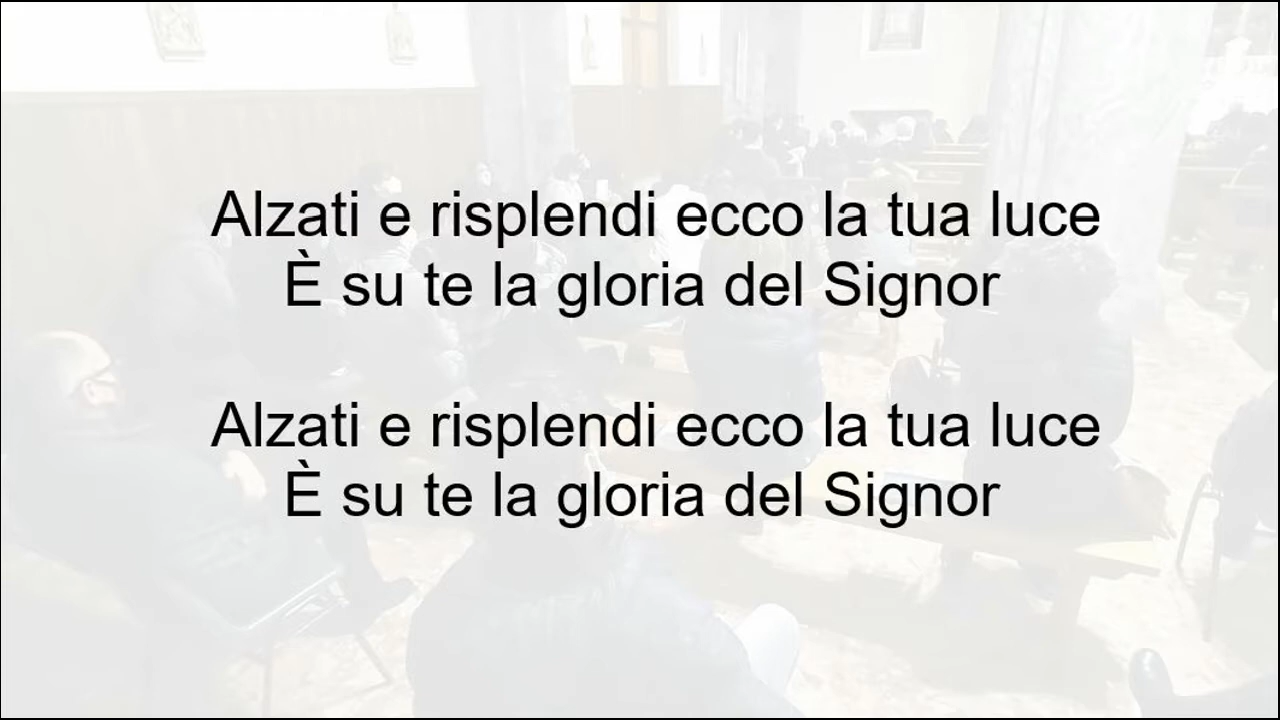 Alzati e risplendi ecco la tua luce
È su te la gloria del Signor
Alzati e risplendi ecco la tua luce
È su te la gloria del Signor